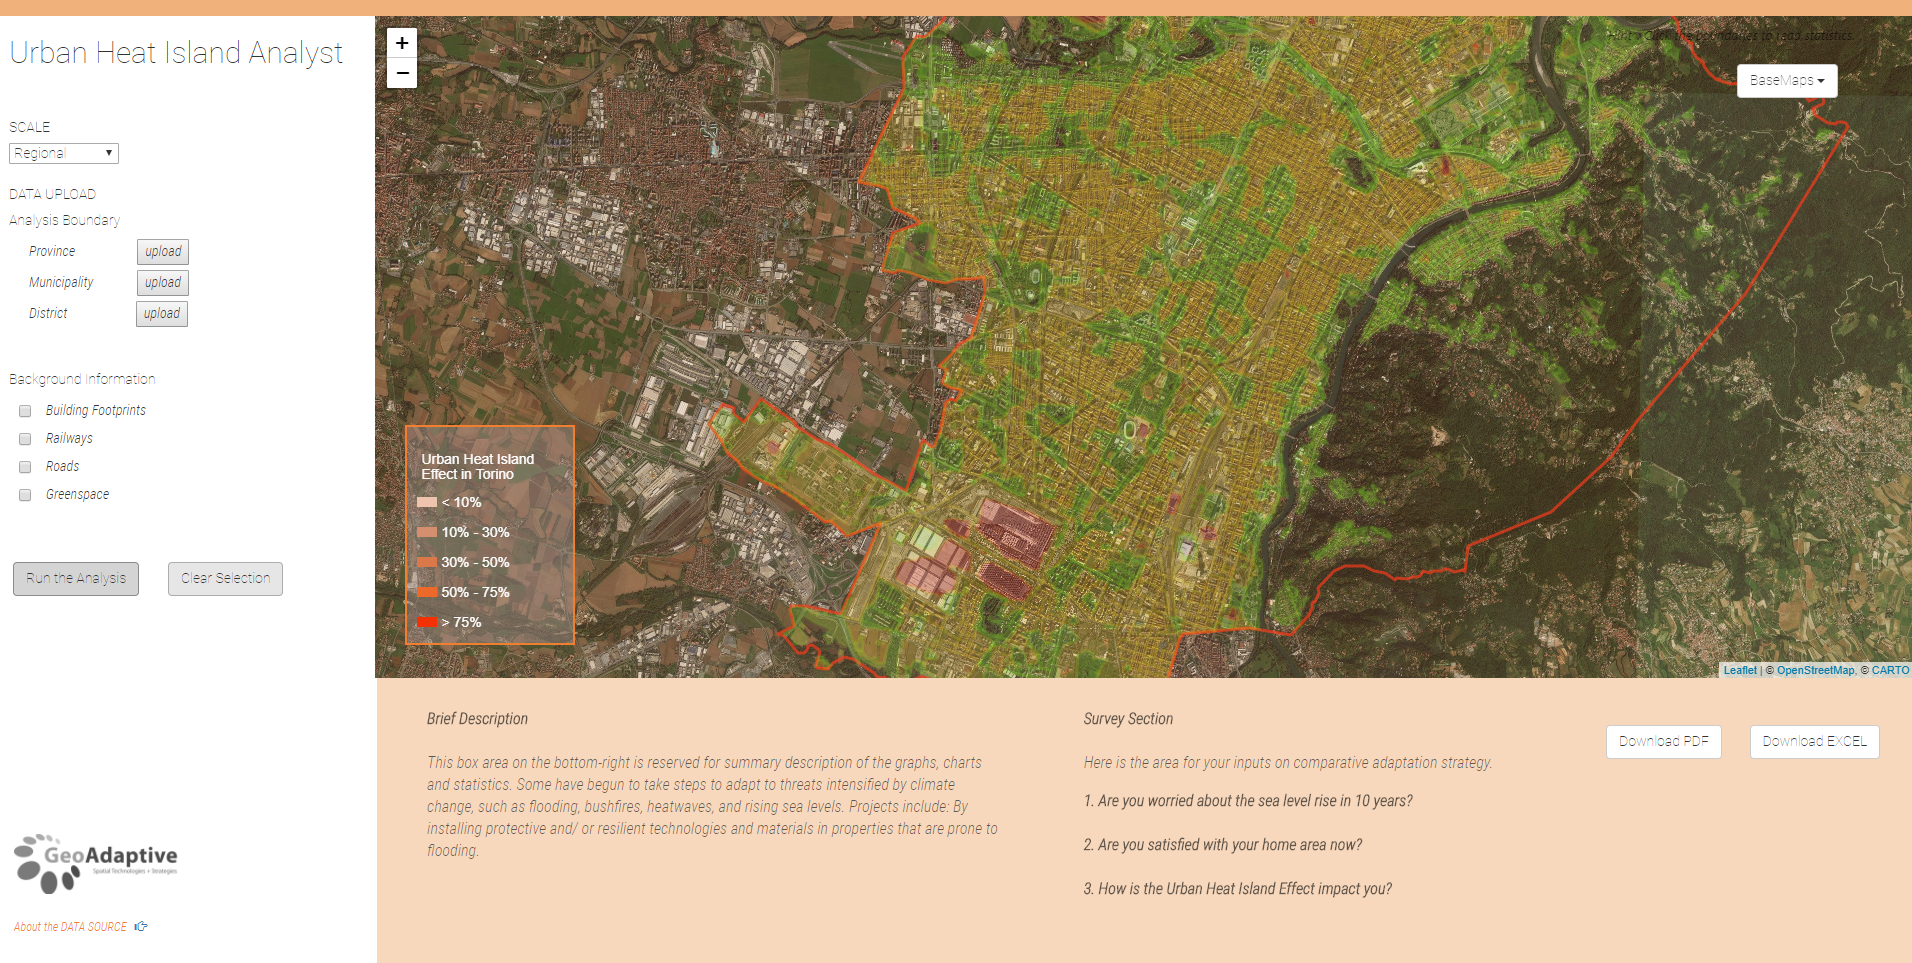 Urban Heat Island Analyst
SCALE
Regional
DATA UPLOAD
Analysis Boundary
Province upload
Municipality upload
District upload
Background Information
Building Footprints
Railways
Roads
Greenspace
Run the Analysis Clear Selection
GeoAdaptive
Spatial Technologies + Strategies
About the DATA SOURCE
+
−
Hint : Click the boundaries to read statistics.
BaseMaps
Urban Heat Island
Effect in Torino
< 10%
10% - 30%
30% - 50%
50% - 75%
> 75%
Leaflet | © OpenStreetMap, © CARTO
Brief Description
This box area on the bottom-right is reserved for summary description of the graphs, charts
and statistics. Some have begun to take steps to adapt to threats intensified by climate
change, such as flooding, bushfires, heatwaves, and rising sea levels. Projects include: By
installing protective and/ or resilient technologies and materials in properties that are prone to
flooding.
Survey Section
Here is the area for your inputs on comparative adaptation strategy.
1. Are you worried about the sea level rise in 10 years?
2. Are you satisfied with your home area now?
3. How is the Urban Heat Island Effect impact you?
Download PDF Download EXCEL